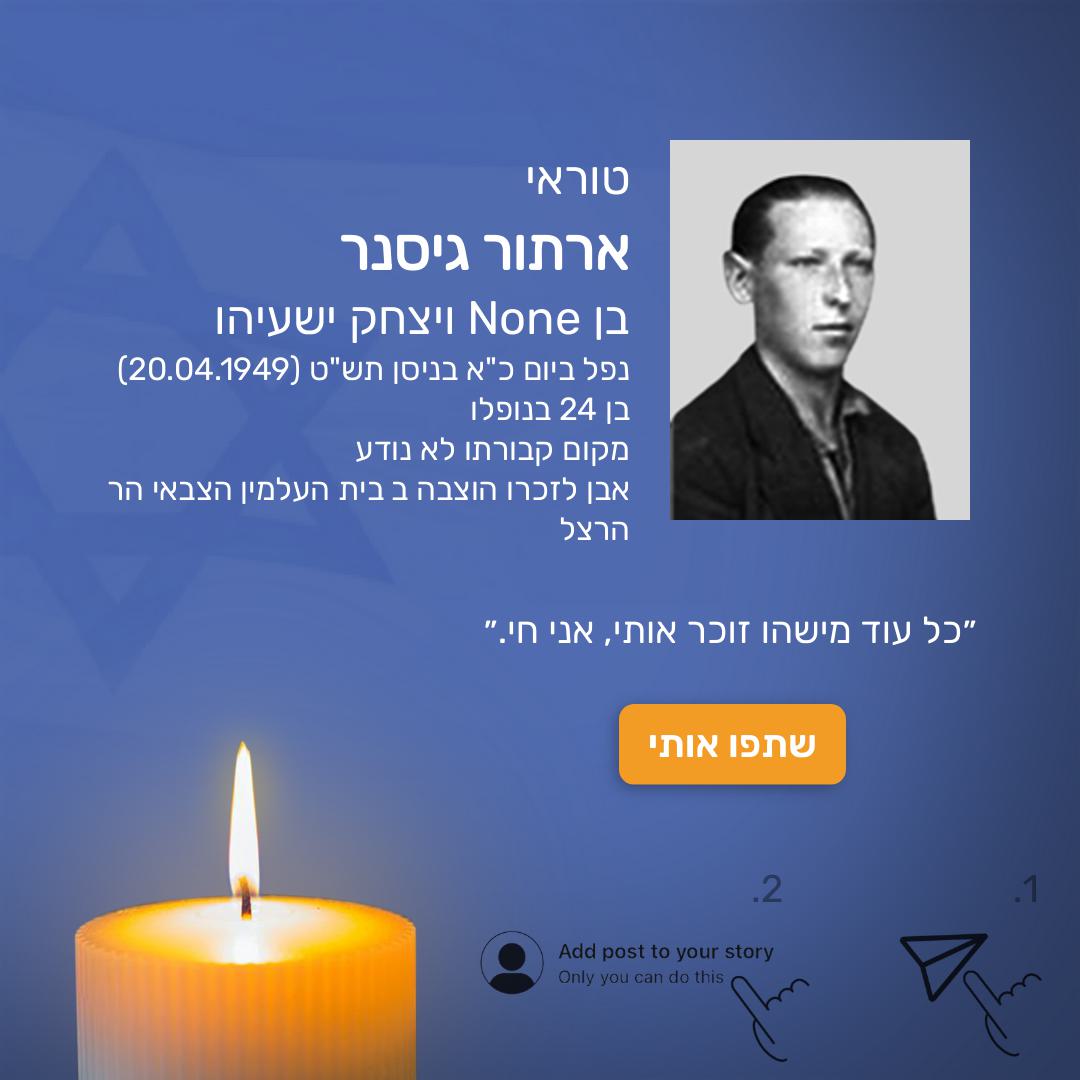 טוראי
ארתור גיסנר
בן None ויצחק ישעיהו
נפל ביום כ"א בניסן תש"ט (20.04.1949)
בן 24 בנופלו
מקום קבורתו לא נודע
אבן לזכרו הוצבה ב בית העלמין הצבאי הר
הרצל
״כל עוד מישהו זוכר אותי, אני חי.״
שתפו אותי
1.
2.
Add post to your story
Only you can do this